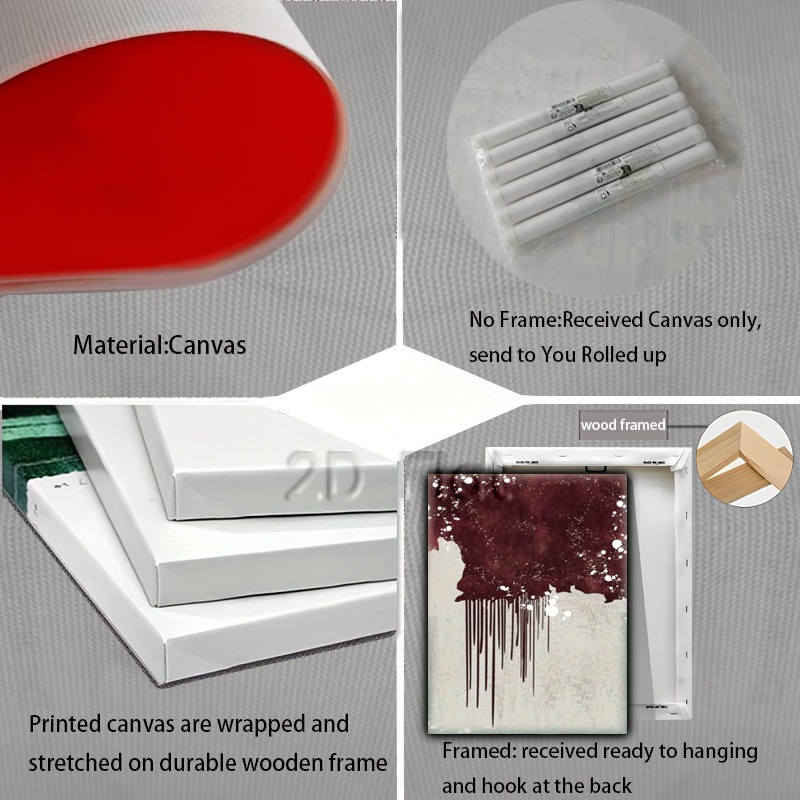 Material:Canvas
No Frame:Received Canvas only,
send to You Rolled up
wood framed
2D
Printed canvas are wrapped and
stretched on durable wooden frame
Framed: received ready to hanging
and hook at the back